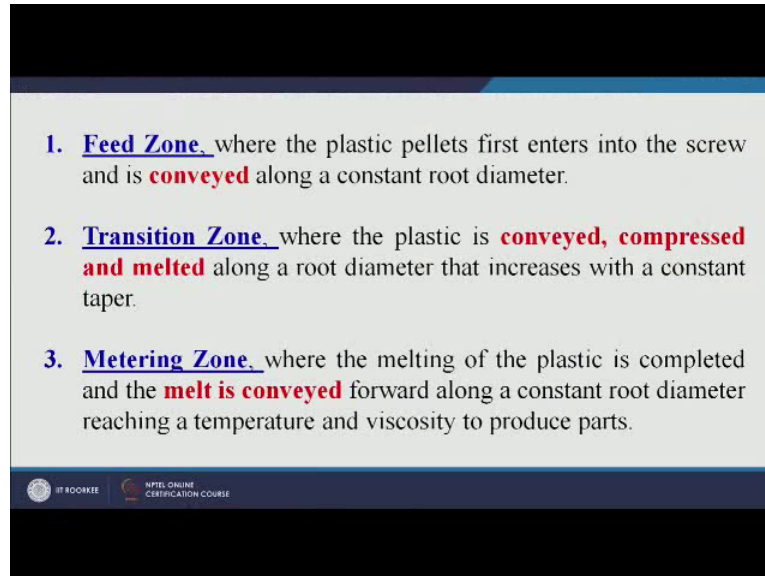 1. Feed Zone, where the plastic pellets first enters into the screw
and is conveyed along a constant root diameter.
2. Transition Zone, where the plastic is conveyed, compressed
and melted along a root diameter that increases with a constant
taper.
3. Metering Zone, where the melting of the plastic is completed
and the melt is conveyed forward along a constant root diameter
reaching a temperature and viscosity to produce parts.
IIT ROORKEE
NPTEL ONLINE
CERTIFICATION COURSE